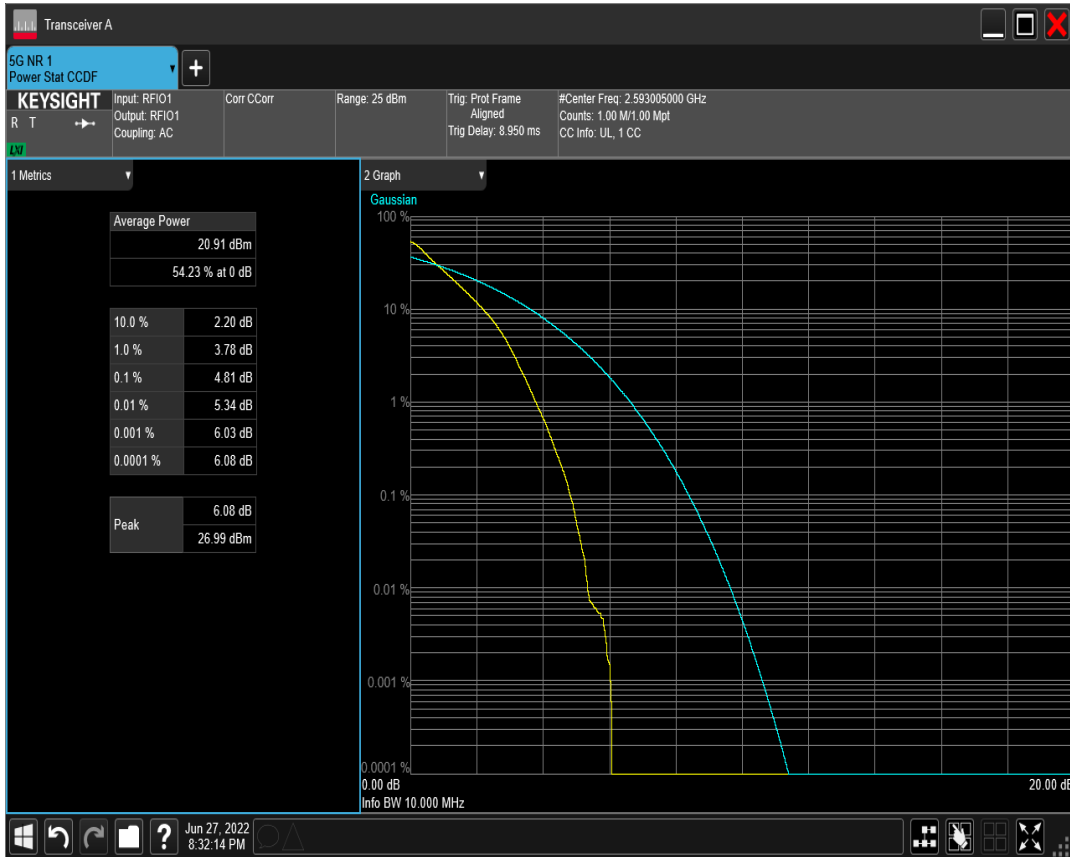 Transceiver A
5G NR 1
Power Stat CCDF
KEYSIGHT
R T
LXI
Input: RFIO1
Output: RFIO1
Coupling: AC
Corr CCorr
Range: 25 dBm
Trig: Prot Frame
Aligned
Trig Delay: 8.950 ms
#Center Freq: 2.593005000 GHz
Counts: 1.00 M/1.00 Mpt
CC Info: UL, 1 CC
1 Metrics
Average Power
20.91 dBm
54.23 % at 0 dB
10.0 % 2.20 dB
1.0 % 3.78 dB
0.1 % 4.81 dB
0.01 % 5.34 dB
0.001 % 6.03 dB
0.0001 % 6.08 dB
Peak
6.08 dB
26.99 dBm
2 Graph
Gaussian
100 %
10 %
1 %
0.1 %
0.01 %
0.001 %
0.0001 %
0.00 dB 20.00 dB
Info BW 10.000 MHz
?
Jun 27, 2022
8:32:14 PM